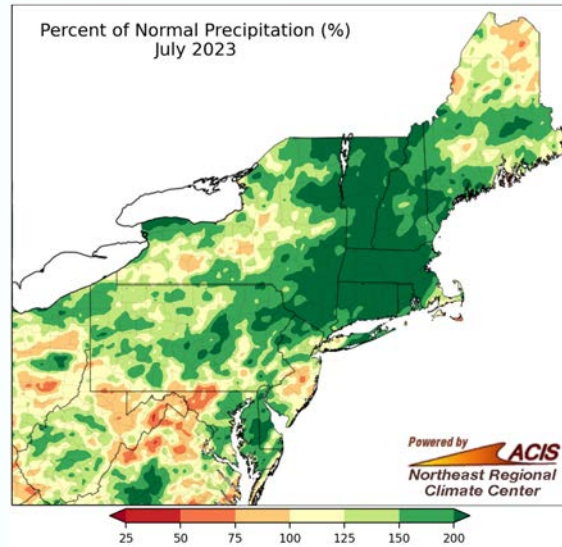 Percent of Normal Precipitation (%)
July 2023
Powered by
ACIS
Northeast Regional
Climate Center
25 50 75 100 125 150 200